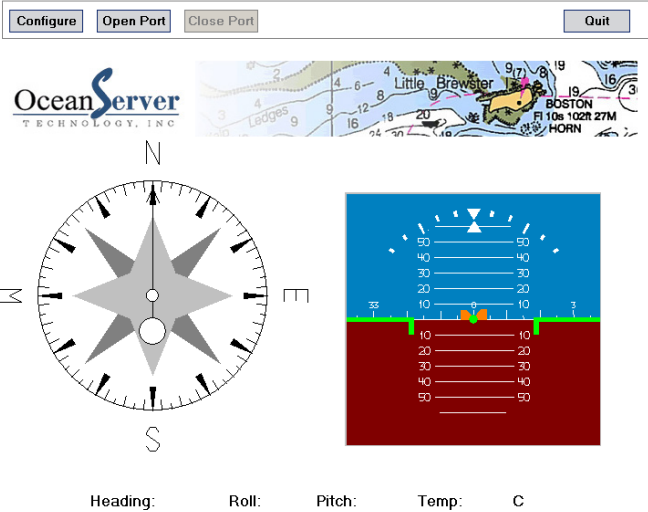 Configure Open Port Close Port Quit
OceanServer
TECHNOLOGY, INC
Little Brewster
Ledges
BOSTON
Fl 10s 102ft 27M
HORN
N
W E
S
50 50
40 40
30 30
20 20
10 10
33 0 3
10 10
20 20
30 30
40 40
50 50
Heading: Roll: Pitch: Temp: C